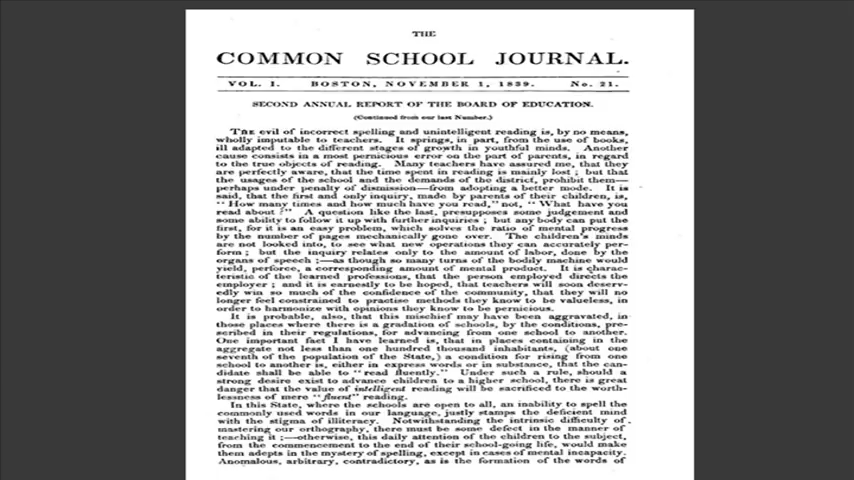 THE
COMMON SCHOOL JOURNAL.
VOL. I. BOSTON, NOVEMBER 1, 1839. No. 21.
SECOND ANNUAL REPORT OF THE BOARD OF EDUCATION.
(Continued from our last Number.)
THE evil of incorrect spelling and unintelligent reading is, by no means,
wholly imputable to teachers. It springs, in part, from the use of books,
ill adapted to the different stages of growth in youthful minds. Another
cause consists in a most pernicious error on the part of parents, in regard
to the true objects of reading. Many teachers have assured me, that they
are perfectly aware, that the time spent in reading is mainly lost; but that
the usages of the school and the demands of the district, prohibit them—
perhaps under penalty of dismission—from adopting a better mode. It is
said, that the first and only inquiry, made by parents of their children, is,
"How many times and how much have you read," not, "What have you
read about?" A question like the last, presupposes some judgement and
some ability to follow it up with further inquiries; but any body can put the
first, for it is an easy problem, which solves the ratio of mental progress
by the number of pages mechanically gone over. The children's minds
are not looked into, to see what new operations they can accurately per-
form; but the inquiry relates only to the amount of labor, done by the
organs of speech;—as though so many turns of the bodily machine would
yield, perforce, a corresponding amount of mental product. It is charac-
teristic of the learned professions, that the person employed directs the
employer; and it is earnestly to be hoped, that teachers will soon deserv-
edly win so much of the confidence of the community, that they will no
longer feel constrained to practise methods they know to be valueless, in
order to harmonize with opinions they know to be pernicious.
It is probable, also, that this mischief may have been aggravated, in
those places where there is a gradation of schools, by the conditions, pre-
scribed in their regulations, for advancing from one school to another.
One important fact I have learned is, that in places containing in the
aggregate not less than one hundred thousand inhabitants, (about one
seventh of the population of the State,) a condition for rising from one
school to another is, either in express words or in substance, that the can-
didate shall be able to "read fluently." Under such a rule, should a
strong desire exist to advance children to a higher school, there is great
danger that the value of intelligent reading will be sacrificed to the worth-
lessness of mere "fluent" reading.
In this State, where the schools are open to all, an inability to spell the
commonly used words in our language, justly stamps the deficient mind
with the stigma of illiteracy. Notwithstanding the intrinsic difficulty of
mastering our orthography, there must be some defect in the manner of
teaching it;—otherwise, this daily attention of the children to the subject,
from the commencement to the end of their school-going life, would make
them adepts in the mystery of spelling, except in cases of mental incapacity.
Anomalous, arbitrary, contradictory, as is the formation of the words of